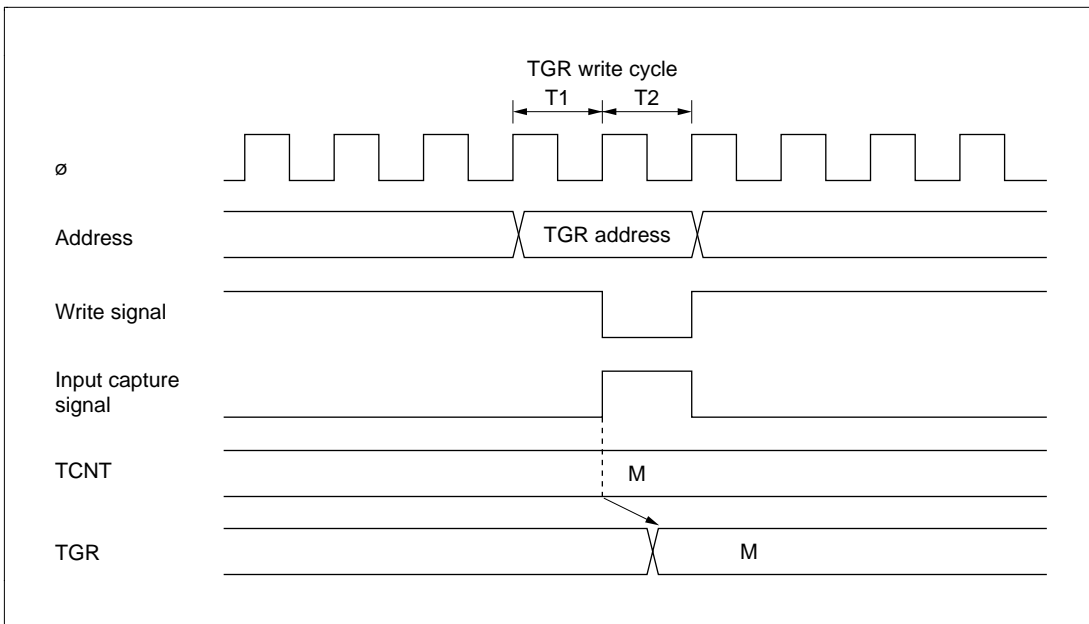 TGR write cycle
T1 T2
ø
Address
TGR address
Write signal
Input capture
signal
TCNT
M
TGR
M